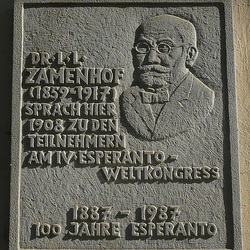 DR. L. L.
ZAMENHOF
(1859-1917)
SPRACH HIER
1908 ZU DEN
TEILNEHMERN
AM IV. ESPERANTO-
WELTKONGRESS
1887 - 1987
100 JAHRE ESPERANTO